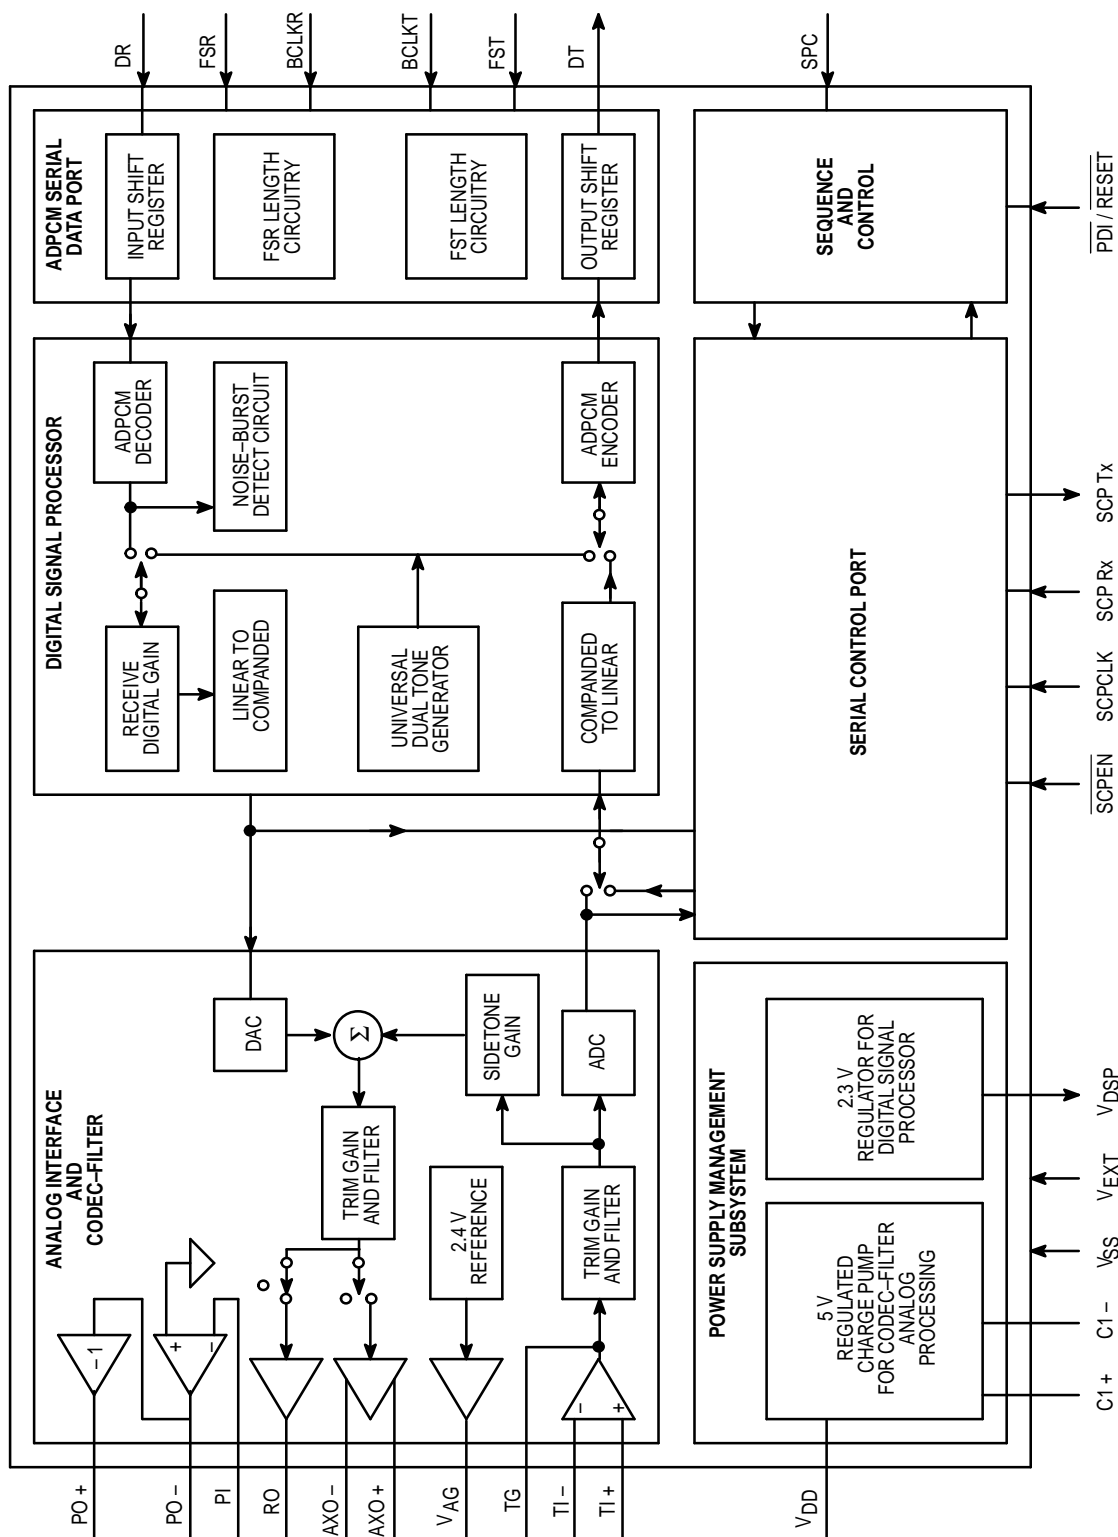 PO +
PO –
PI
RO
AXO –
AXO +
VAG
TG
TI –
TI +
VDD
ANALOG INTERFACE
AND
CODEC–FILTER
– 1
+
–
DAC
Σ
TRIM GAIN
AND FILTER
SIDETONE
GAIN
2.4 V
REFERENCE
ADC
TRIM GAIN
AND FILTER
–
+
DIGITAL SIGNAL PROCESSOR
RECEIVE
DIGITAL GAIN
ADPCM
DECODER
LINEAR TO
COMPANDED
NOISE–BURST
DETECT CIRCUIT
UNIVERSAL
DUAL TONE
GENERATOR
COMPANDED
TO LINEAR
ADPCM
ENCODER
ADPCM SERIAL
DATA PORT
INPUT SHIFT
REGISTER
FSR LENGTH
CIRCUITRY
FST LENGTH
CIRCUITRY
OUTPUT SHIFT
REGISTER
DR
FSR
BCLKR
BCLKT
FST
DT
SPC
POWER SUPPLY MANAGEMENT
SUBSYSTEM
5 V
REGULATED
CHARGE PUMP
FOR CODEC–FILTER
ANALOG
PROCESSING
2.3 V
REGULATOR FOR
DIGITAL SIGNAL
PROCESSOR
SERIAL CONTROL PORT
SEQUENCE
AND
CONTROL
C1 +
C1 –
VSS
VEXT
VDSP
SCPEN
SCPCLK
SCP Rx
SCP Tx
PDI / RESET